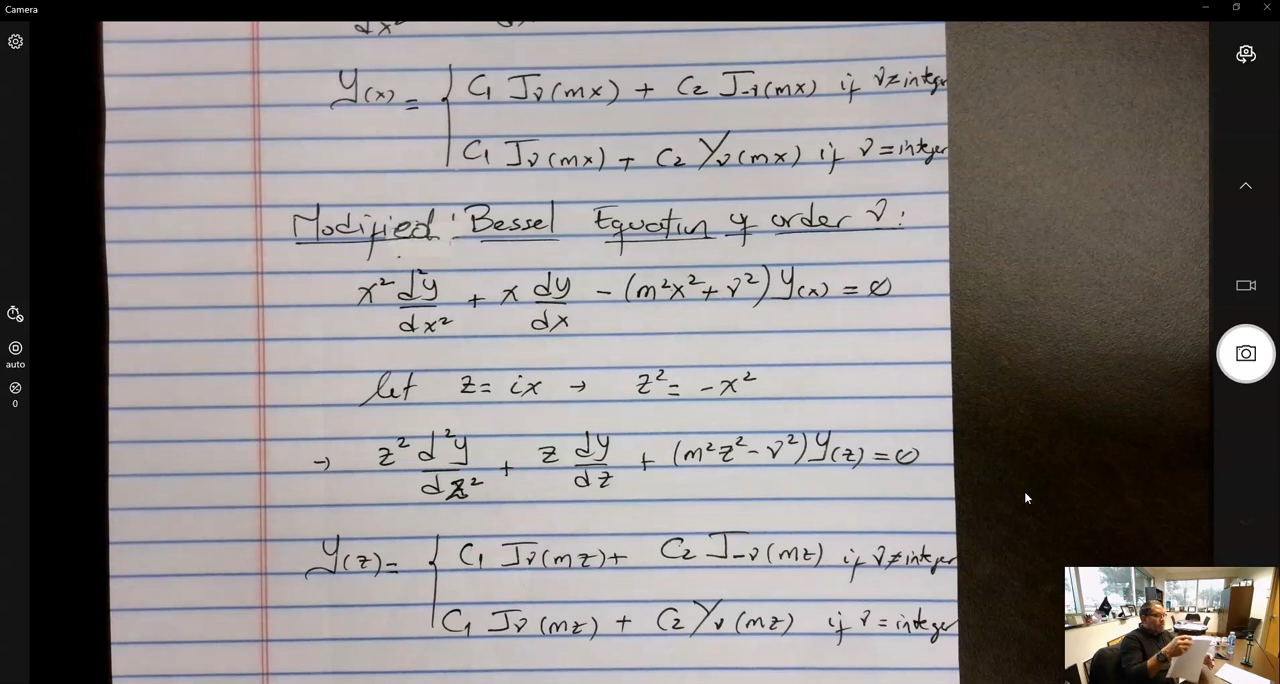 Camera
dx²
y(x) = { C₁ Jν(mx) + C₂ J₋ν(mx) if ν≠integer
C₁ Jν(mx) + C₂ Yν(mx) if ν=integer
Modified Bessel Equation of order ν:
x² d²y/dx² + x dy/dx - (m²x² + ν²) y(x) = 0
let z = ix → z² = -x²
→ z² d²y/dz² + z dy/dz + (m²z² - ν²) y(z) = 0
y(z) = { C₁ Jν(mz) + C₂ J₋ν(mz) if ν≠integer
C₁ Jν(mz) + C₂ Yν(mz) if ν=integer
auto
0